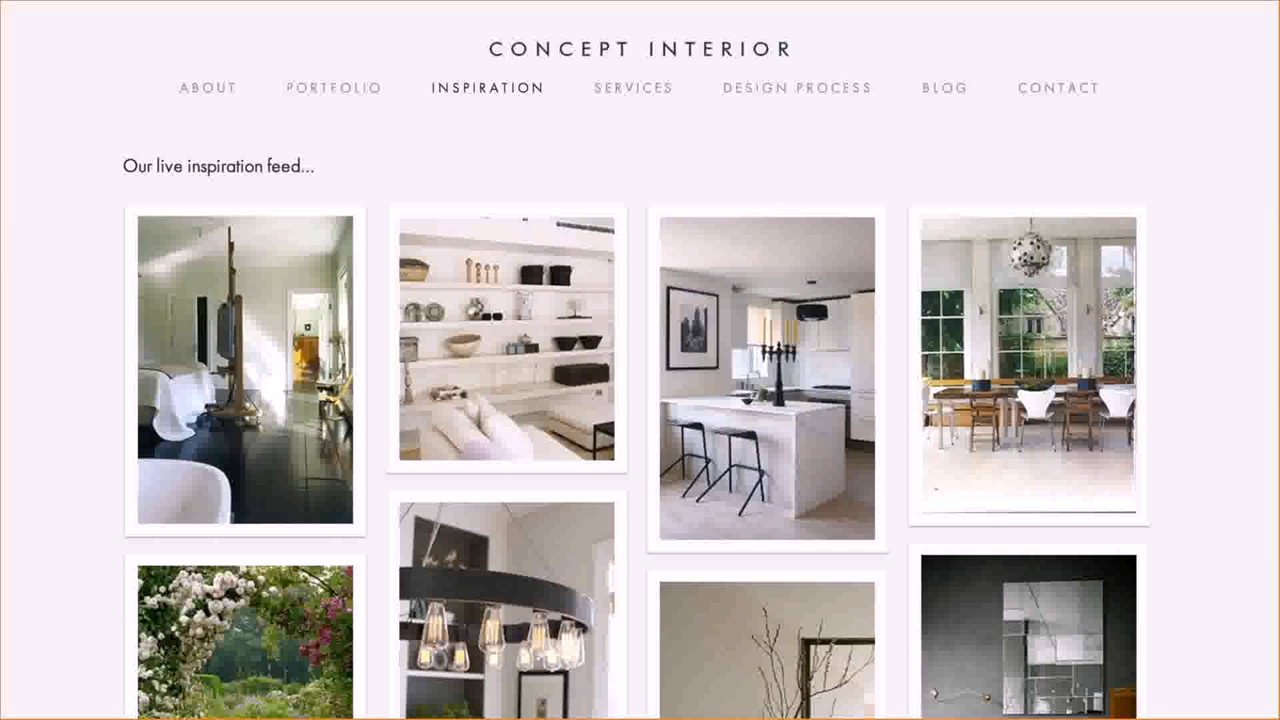 CONCEPT INTERIOR
ABOUT PORTFOLIO INSPIRATION SERVICES DESIGN PROCESS BLOG CONTACT
Our live inspiration feed...